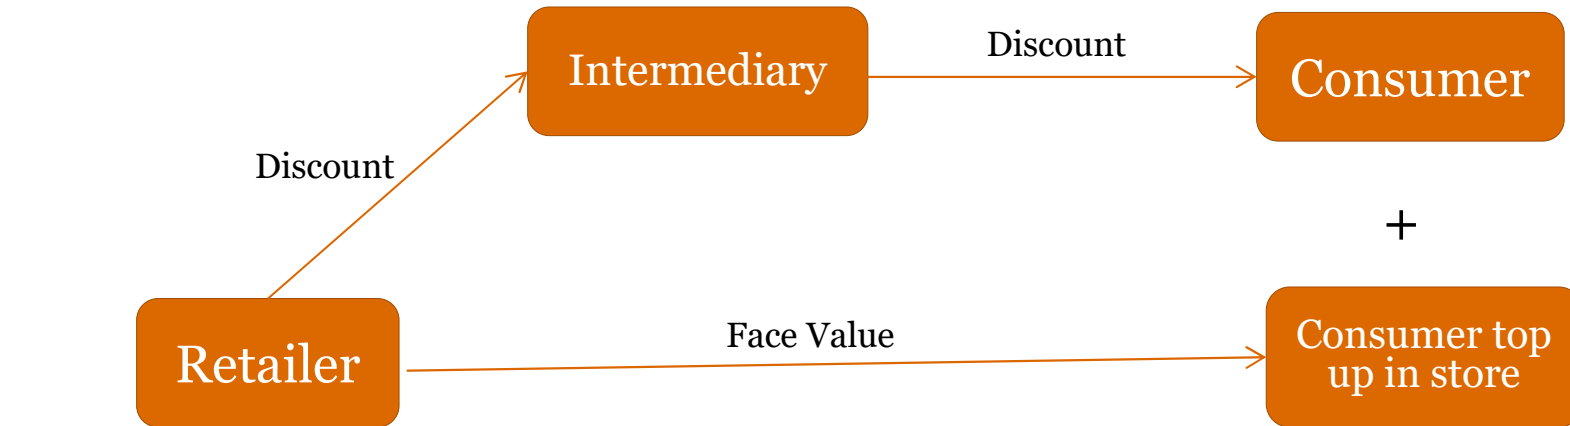 Intermediary
Discount
Consumer
Discount
+
Retailer
Face Value
Consumer top
up in store